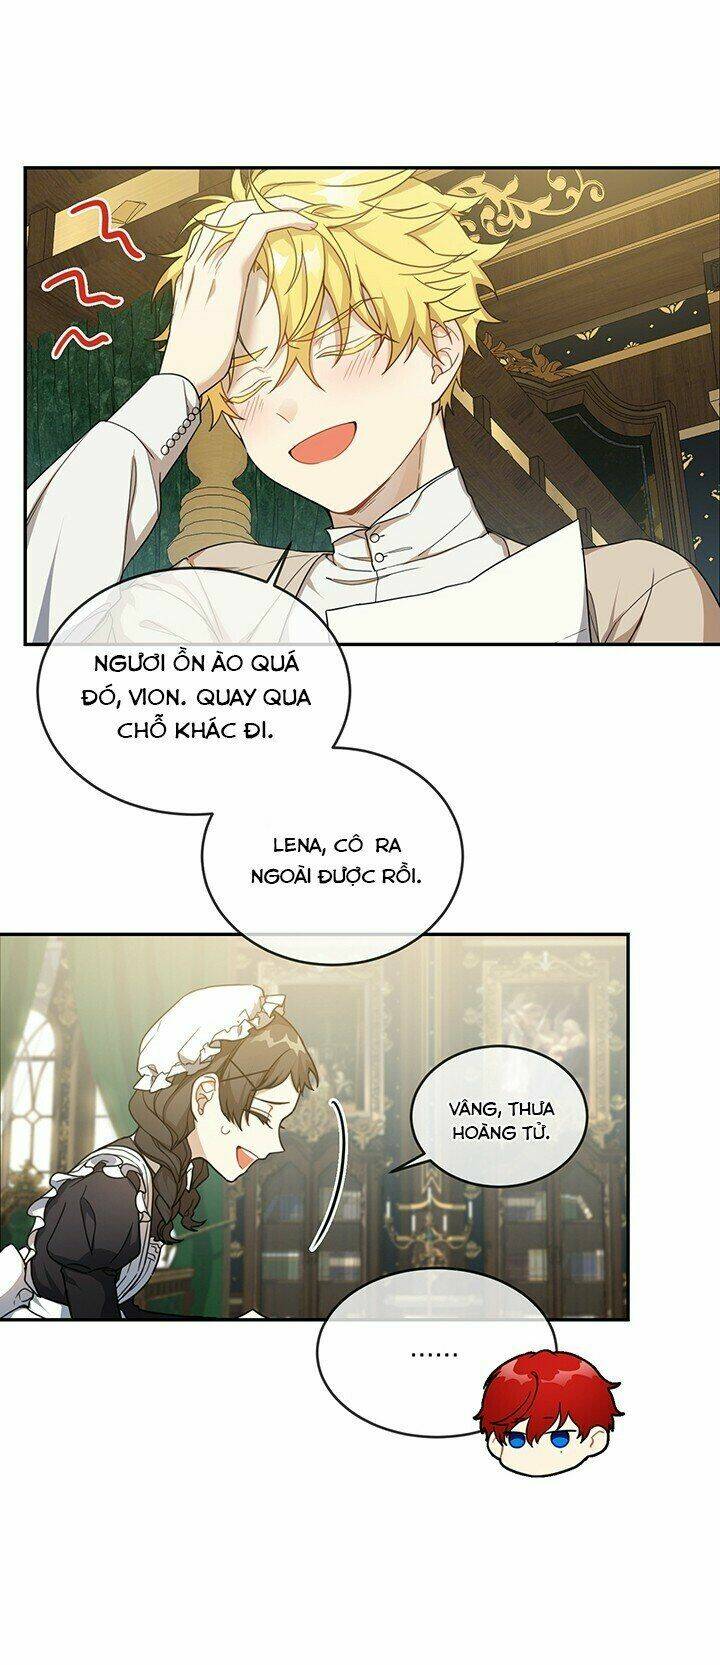 NGƯƠI ỒN ÀO QUÁ
ĐÓ, VION. QUAY QUA
CHỖ KHÁC ĐI.
LENA, CÔ RA
NGOÀI ĐƯỢC RỒI.
VÂNG, THƯA
HOÀNG TỬ.
......